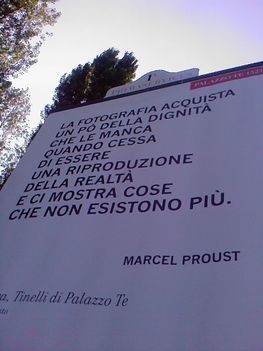 PALAZZO TE
LA FOTOGRAFIA ACQUISTA
UN PÒ DELLA DIGNITÀ
CHE LE MANCA
QUANDO CESSA
DI ESSERE
UNA RIPRODUZIONE
DELLA REALTÀ
E CI MOSTRA COSE
CHE NON ESISTONO PIÙ.
MARCEL PROUST
Tinelli di Palazzo Te